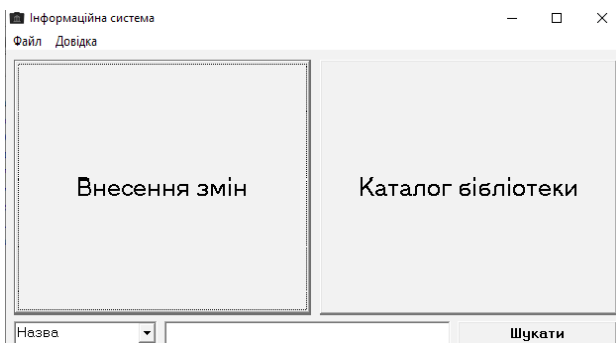 Інформаційна система
Файл Довідка
Внесення змін Каталог бібліотеки
Назва Шукати